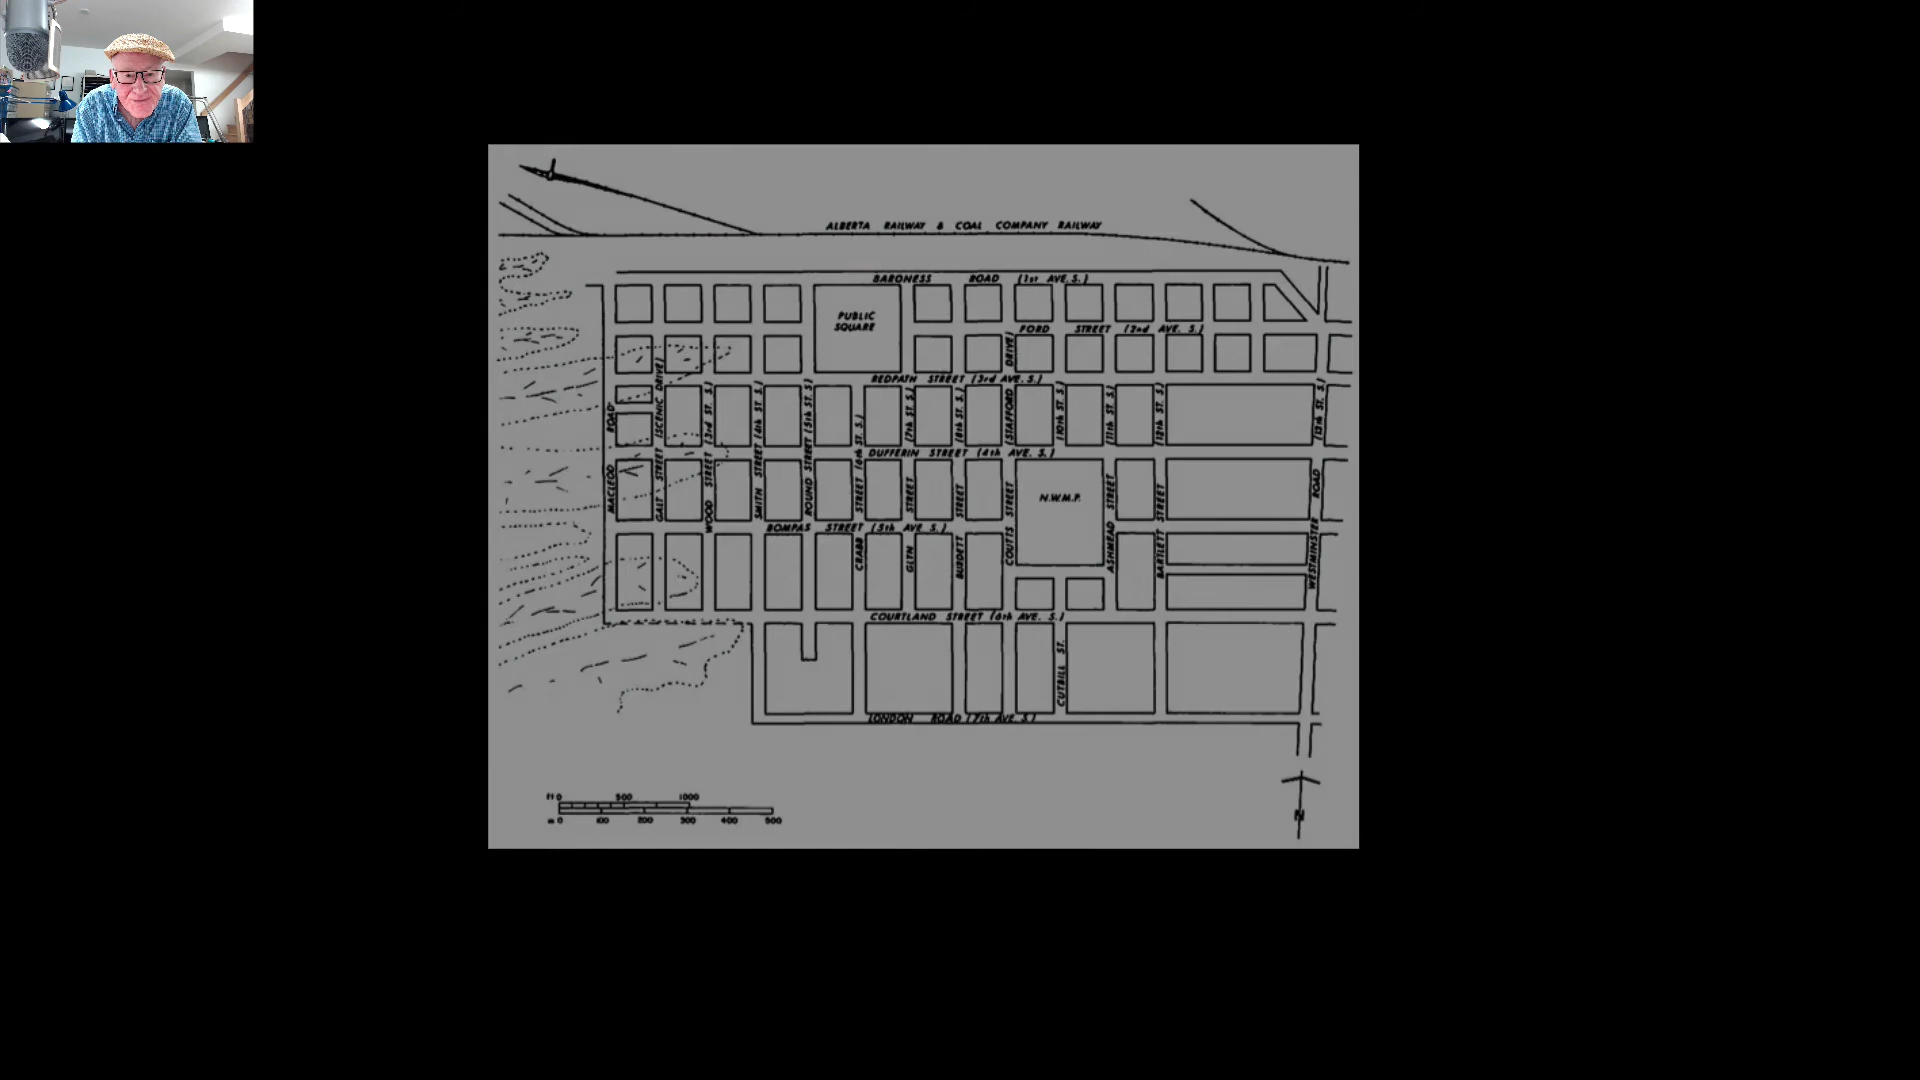 ALBERTA RAILWAY & COAL COMPANY RAILWAY
BARONESS ROAD (1st AVE. S.)
PUBLIC
SQUARE
FORD STREET (2nd AVE. S.)
REDPATH STREET (3rd AVE. S.)
DUFFERIN STREET (4th AVE. S.)
N.W.M.P.
BOMPAS STREET (5th AVE. S.)
COURTLAND STREET (6th AVE. S.)
LONDON ROAD (7th AVE. S.)
MACLEOD ROAD
GALT STREET (SCENIC DRIVE)
WOOD STREET (3rd ST. S.)
SMITH STREET (4th ST. S.)
ROUND STREET (5th ST. S.)
CRABB STREET (6th ST. S.)
GLYN STREET (7th ST. S.)
BURDETT STREET (8th ST. S.)
COUTTS STREET (STAFFORD DRIVE)
(10th ST. S.)
CUTBILL ST.
ASHMEAD STREET (11th ST. S.)
BARTLETT STREET (12th ST. S.)
WESTMINSTER ROAD (13th ST. S.)
ft 0 500 1000
m 0 100 200 300 400 500
N